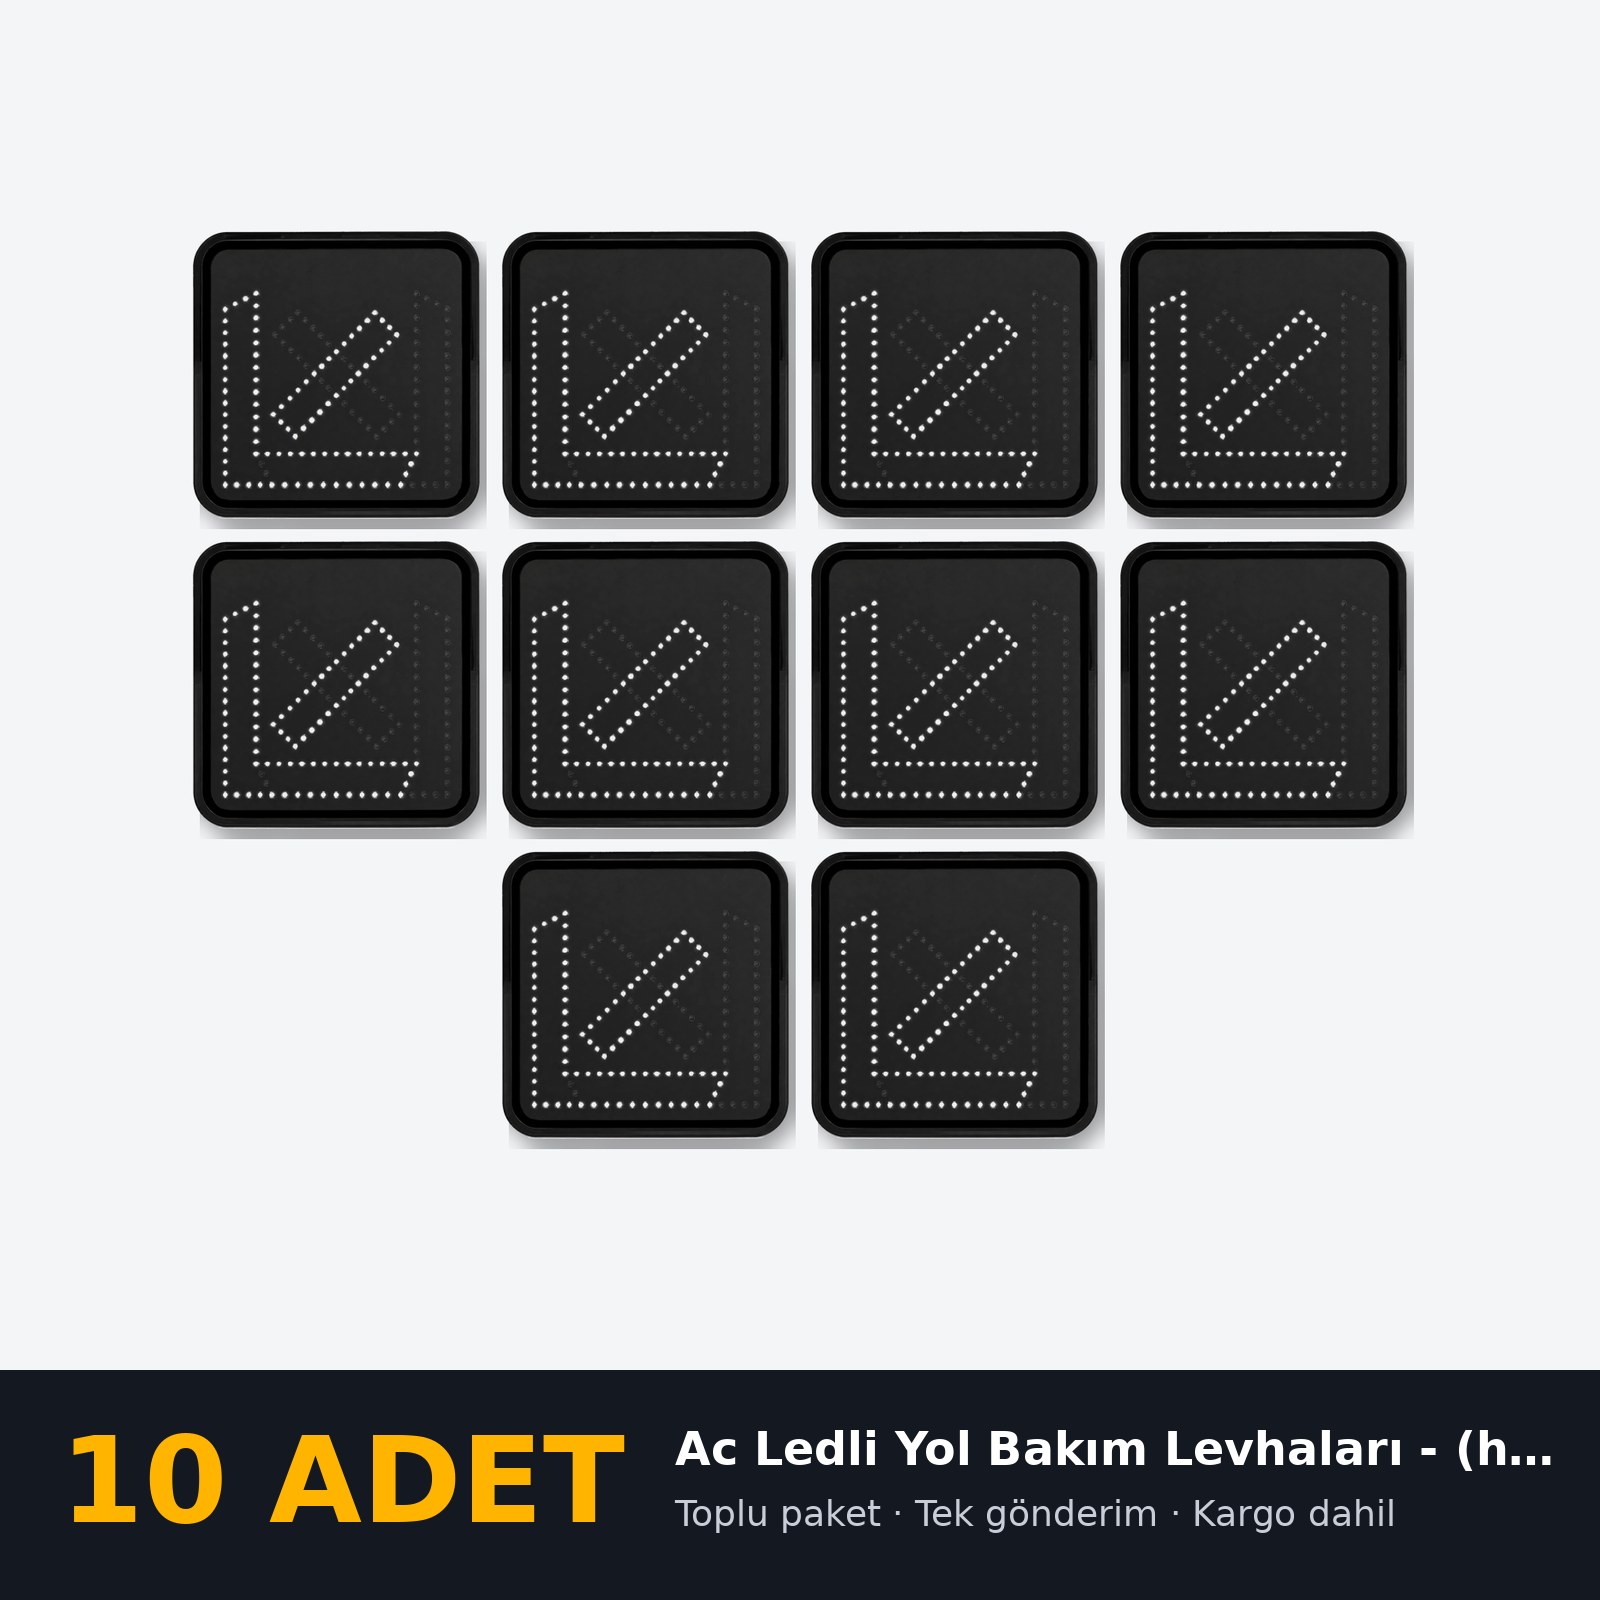 10 ADET
Ac Ledli Yol Bakım Levhaları - (h...
Toplu paket · Tek gönderim · Kargo dahil